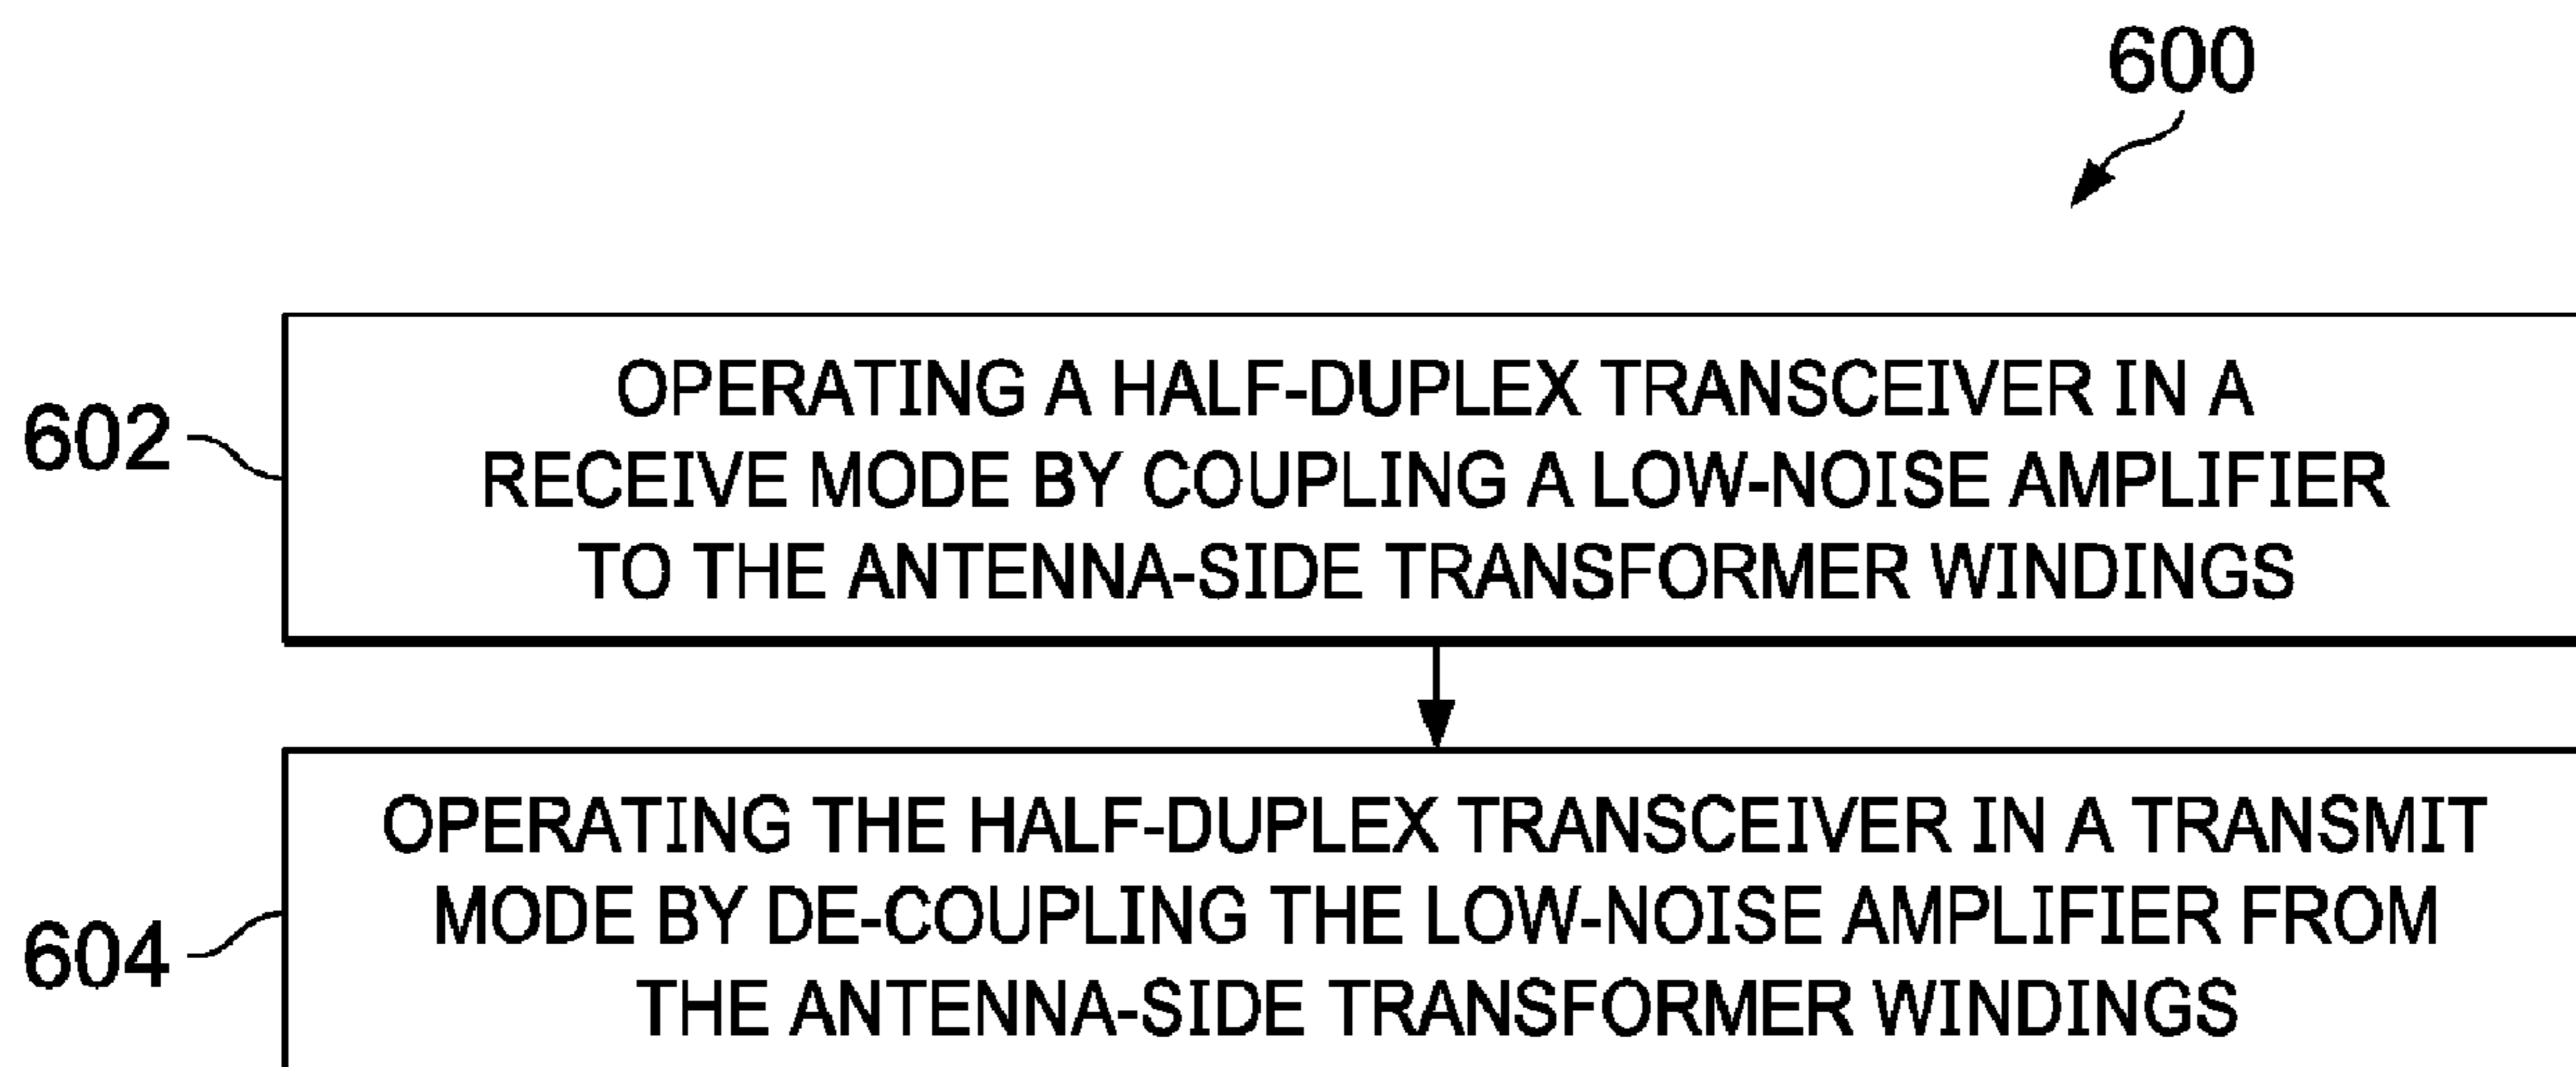 600
602
OPERATING A HALF-DUPLEX TRANSCEIVER IN A
RECEIVE MODE BY COUPLING A LOW-NOISE AMPLIFIER
TO THE ANTENNA-SIDE TRANSFORMER WINDINGS
604
OPERATING THE HALF-DUPLEX TRANSCEIVER IN A TRANSMIT
MODE BY DE-COUPLING THE LOW-NOISE AMPLIFIER FROM
THE ANTENNA-SIDE TRANSFORMER WINDINGS